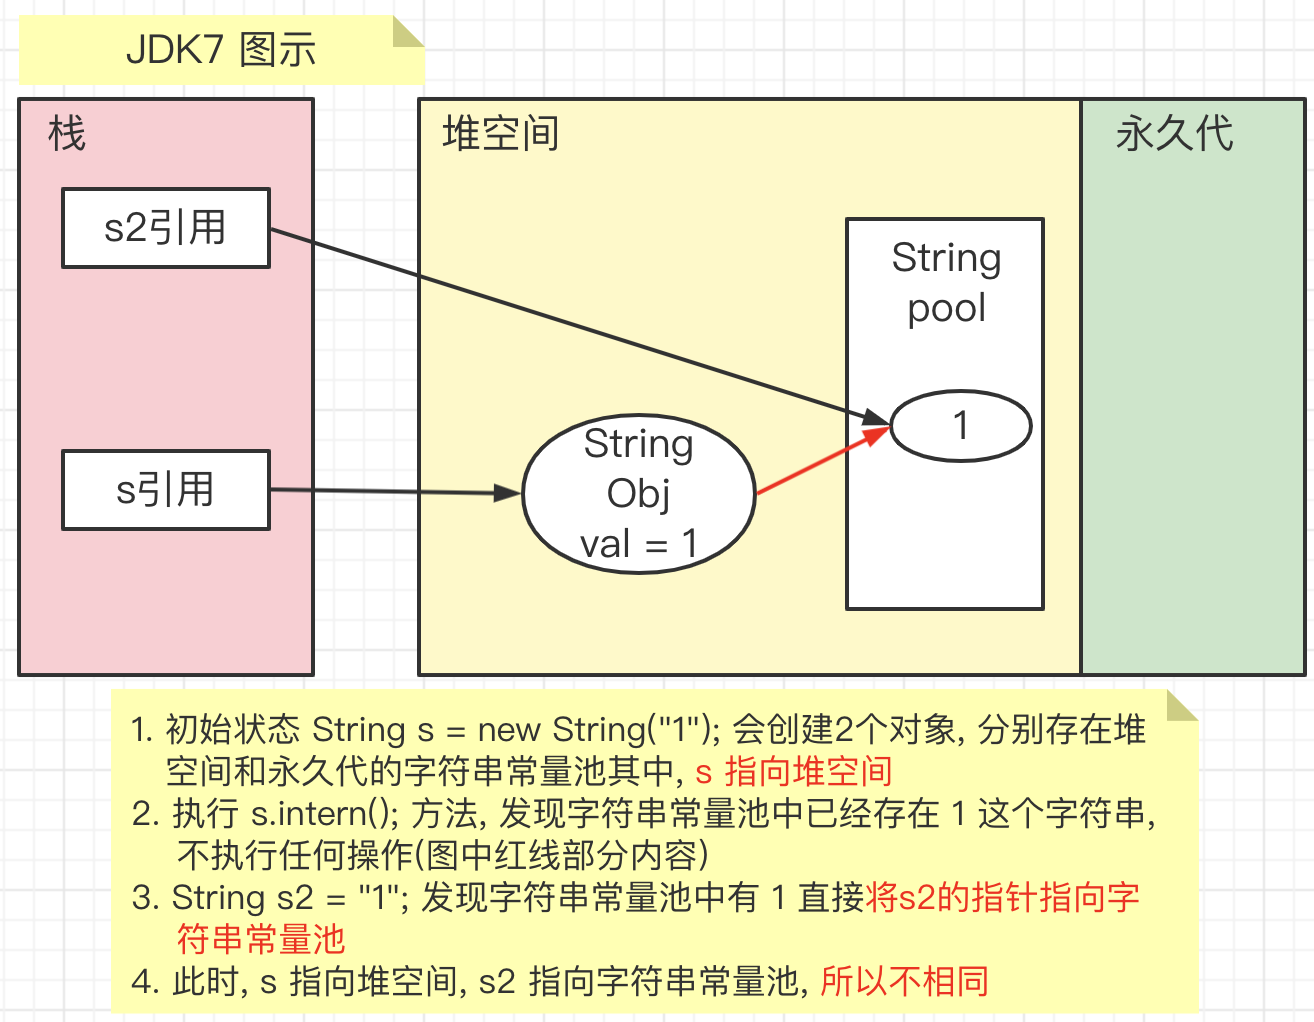 JDK7 图示
栈
堆空间
永久代
s2引用
String
pool
1
s引用
String
Obj
val = 1
1. 初始状态 String s = new String("1"); 会创建2个对象, 分别存在堆
空间和永久代的字符串常量池其中, s 指向堆空间
2. 执行 s.intern(); 方法, 发现字符串常量池中已经存在 1 这个字符串,
不执行任何操作(图中红线部分内容)
3. String s2 = "1"; 发现字符串常量池中有 1 直接将s2的指针指向字
符串常量池
4. 此时, s 指向堆空间, s2 指向字符串常量池, 所以不相同